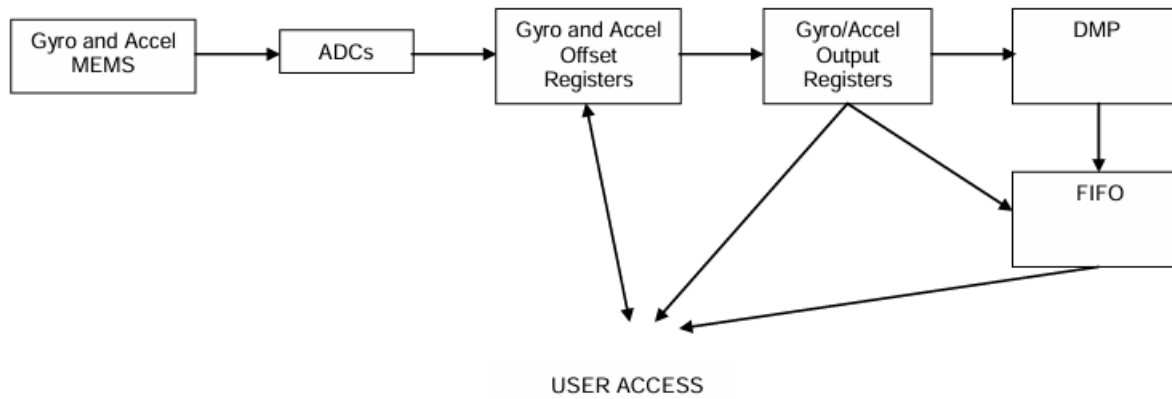 Gyro and Accel
MEMS
ADCs
Gyro and Accel
Offset
Registers
Gyro/Accel
Output
Registers
DMP
FIFO
USER ACCESS